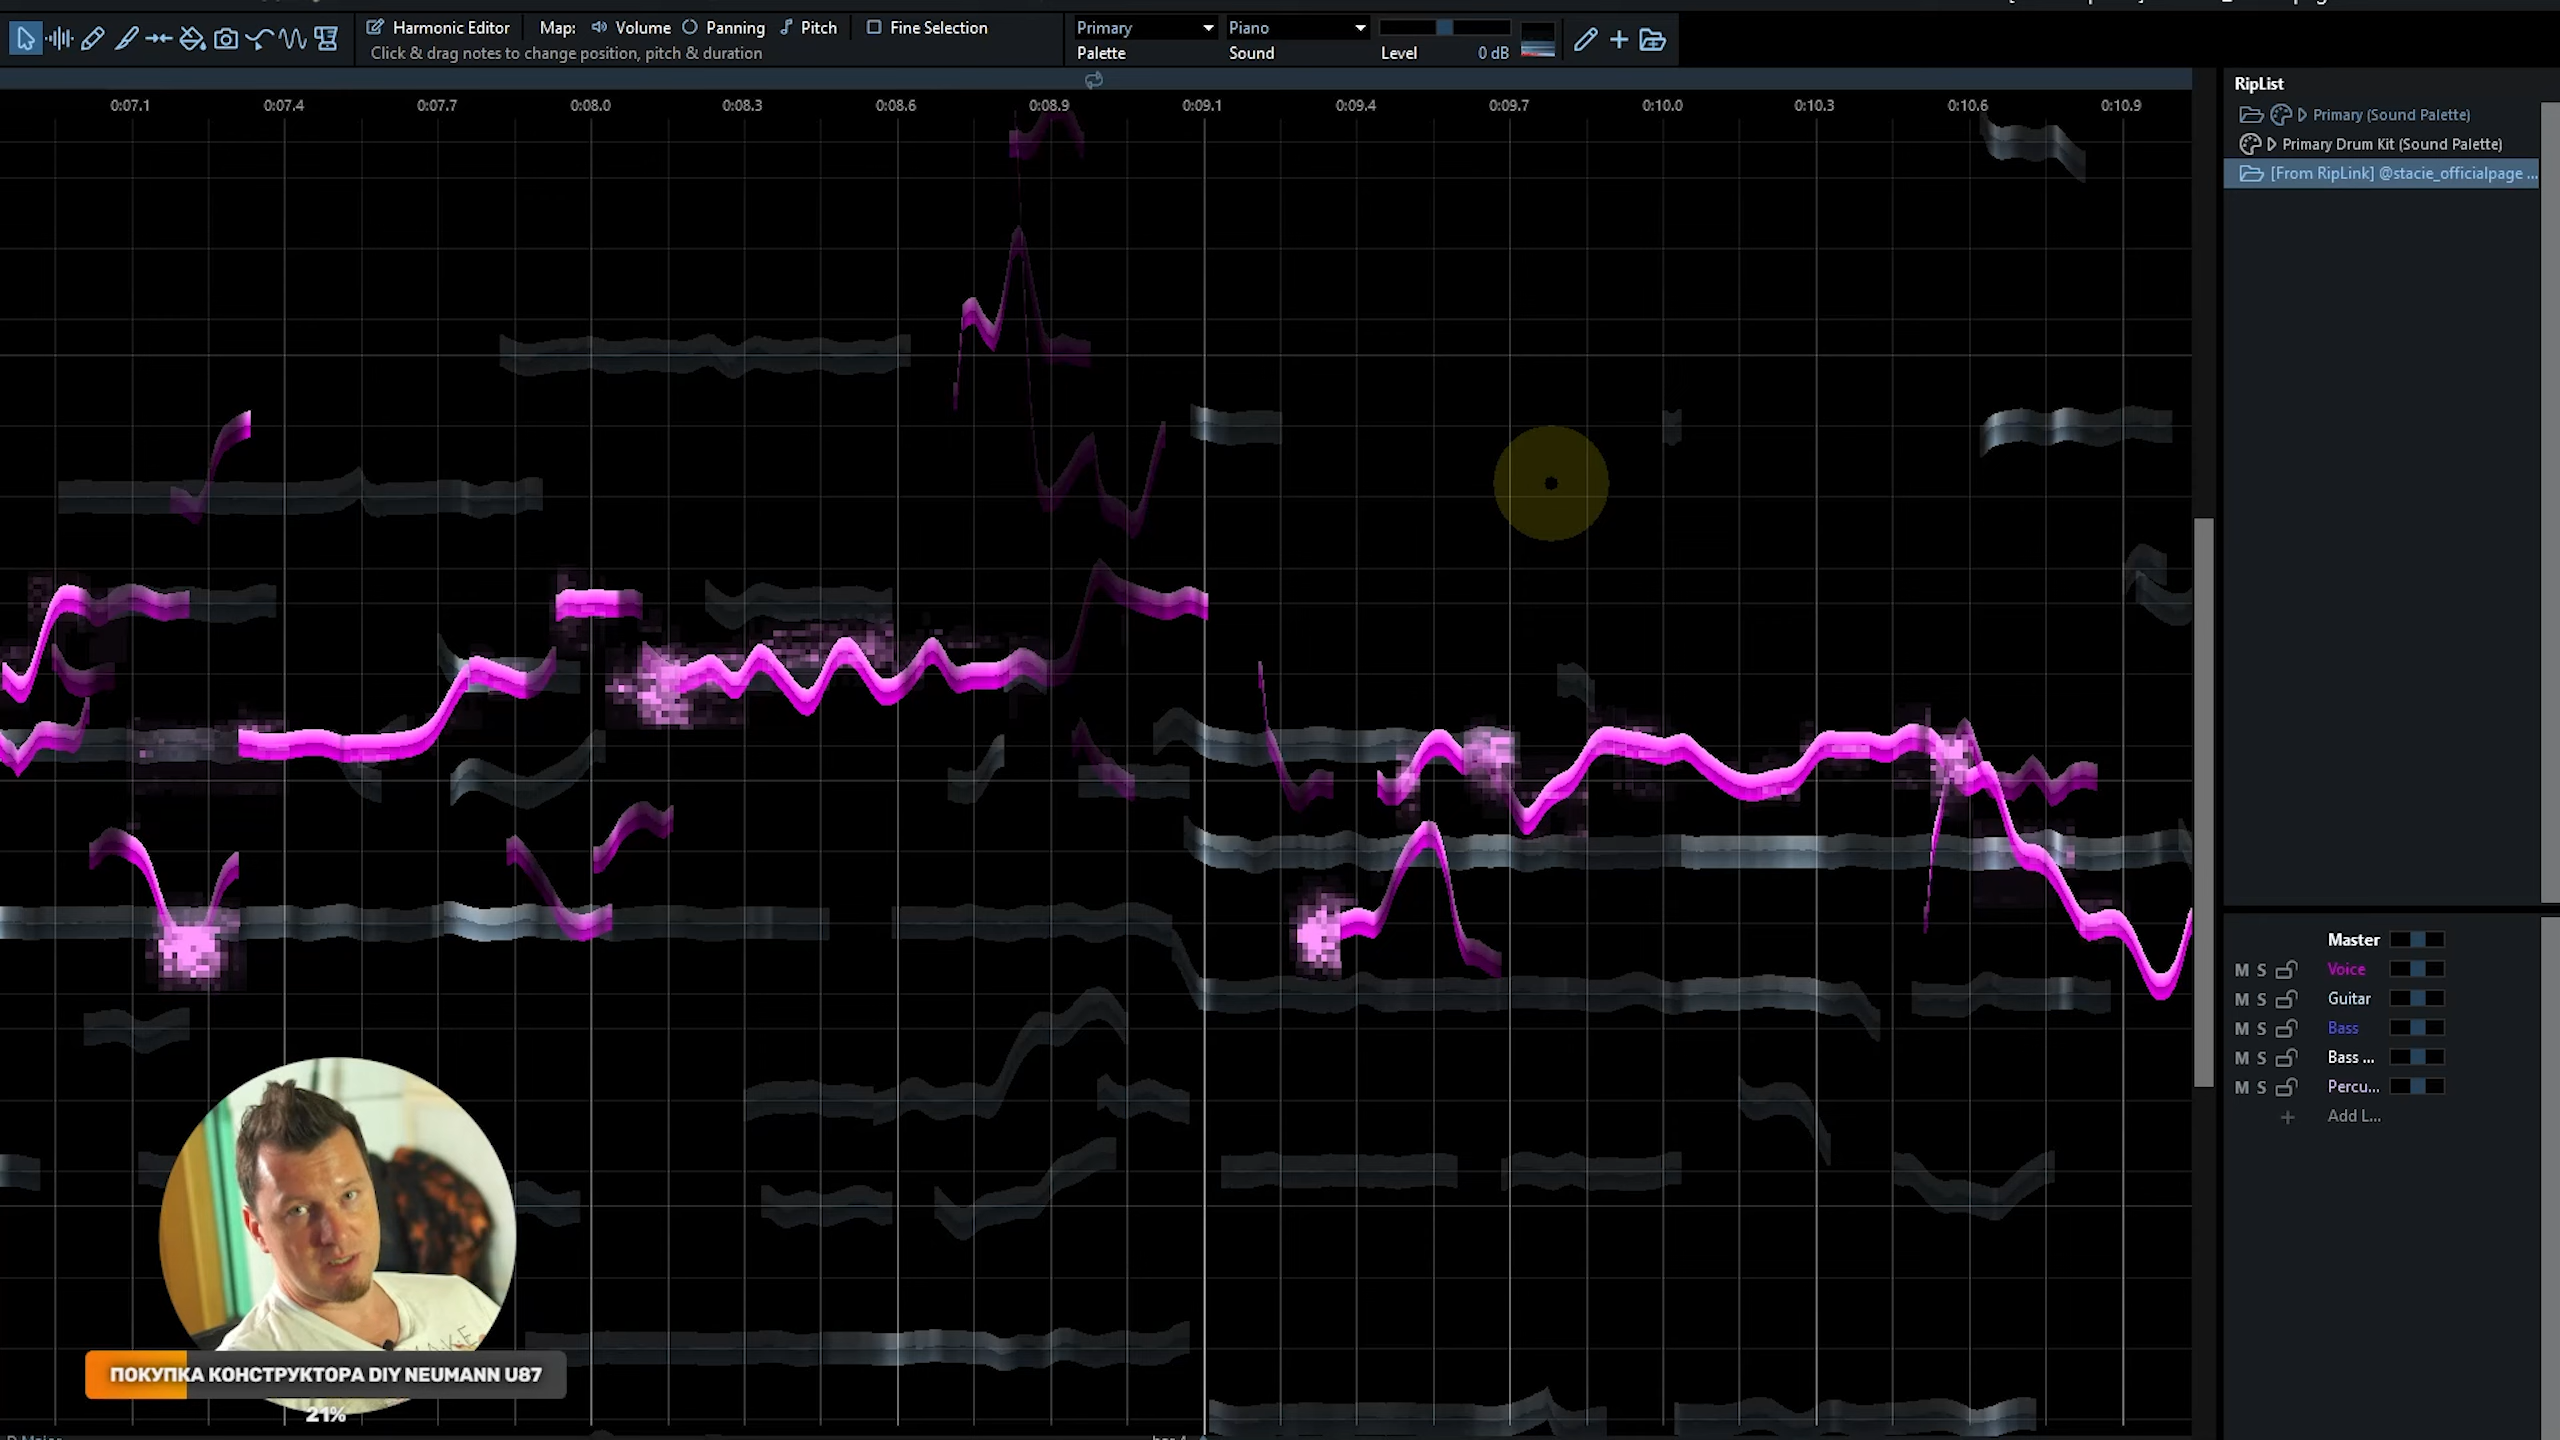 Harmonic Editor Map: Volume Panning Pitch Fine Selection
Click & drag notes to change position, pitch & duration
Primary Piano
Palette Sound Level 0 dB
0:07.1 0:07.4 0:07.7 0:08.0 0:08.3 0:08.6 0:08.9 0:09.1 0:09.4 0:09.7 0:10.0 0:10.3 0:10.6 0:10.9
RipList
Primary (Sound Palette)
Primary Drum Kit (Sound Palette)
[From RipLink] @stacie_officialpage ...
Master
M S Voice
M S Guitar
M S Bass
M S Bass ...
M S Percu...
+ Add L...
ПОКУПКА КОНСТРУКТОРА DIY NEUMANN U87
21%